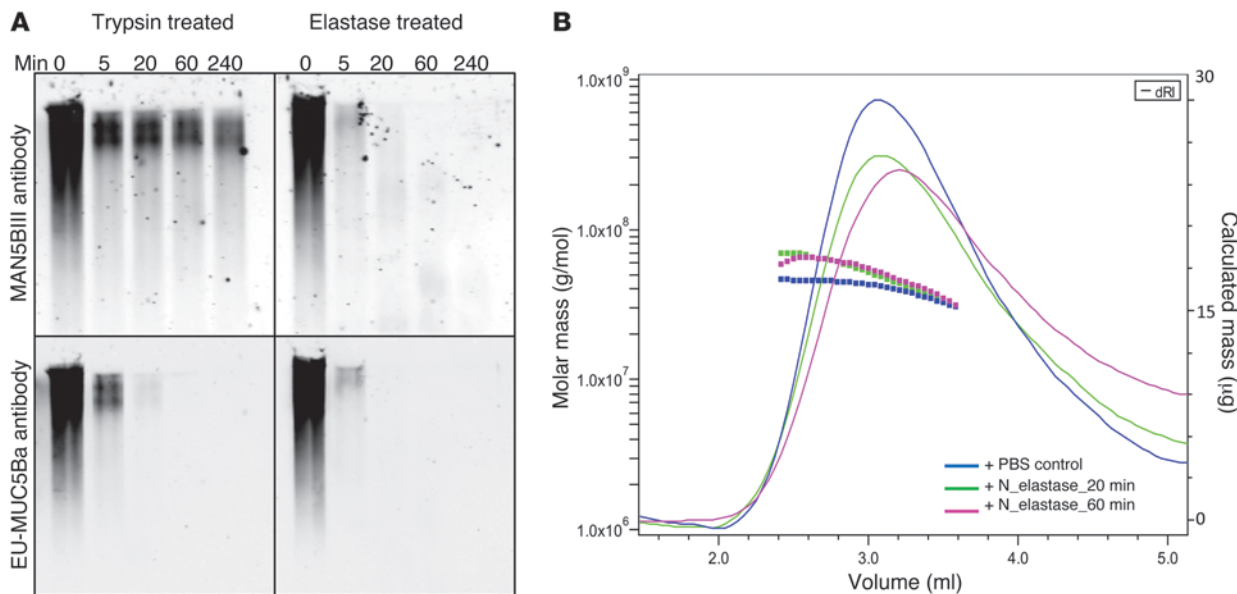 A
Trypsin treated
Elastase treated
Min 0 5 20 60 240 0 5 20 60 240
MAN5BIII antibody
EU-MUC5Ba antibody
B
Molar mass (g/mol)
1.0x10⁹
1.0x10⁸
1.0x10⁷
1.0x10⁶
dRI
30
15
0
Calculated mass (μg)
+ PBS control
+ N_elastase_20 min
+ N_elastase_60 min
2.0 3.0 4.0 5.0
Volume (ml)